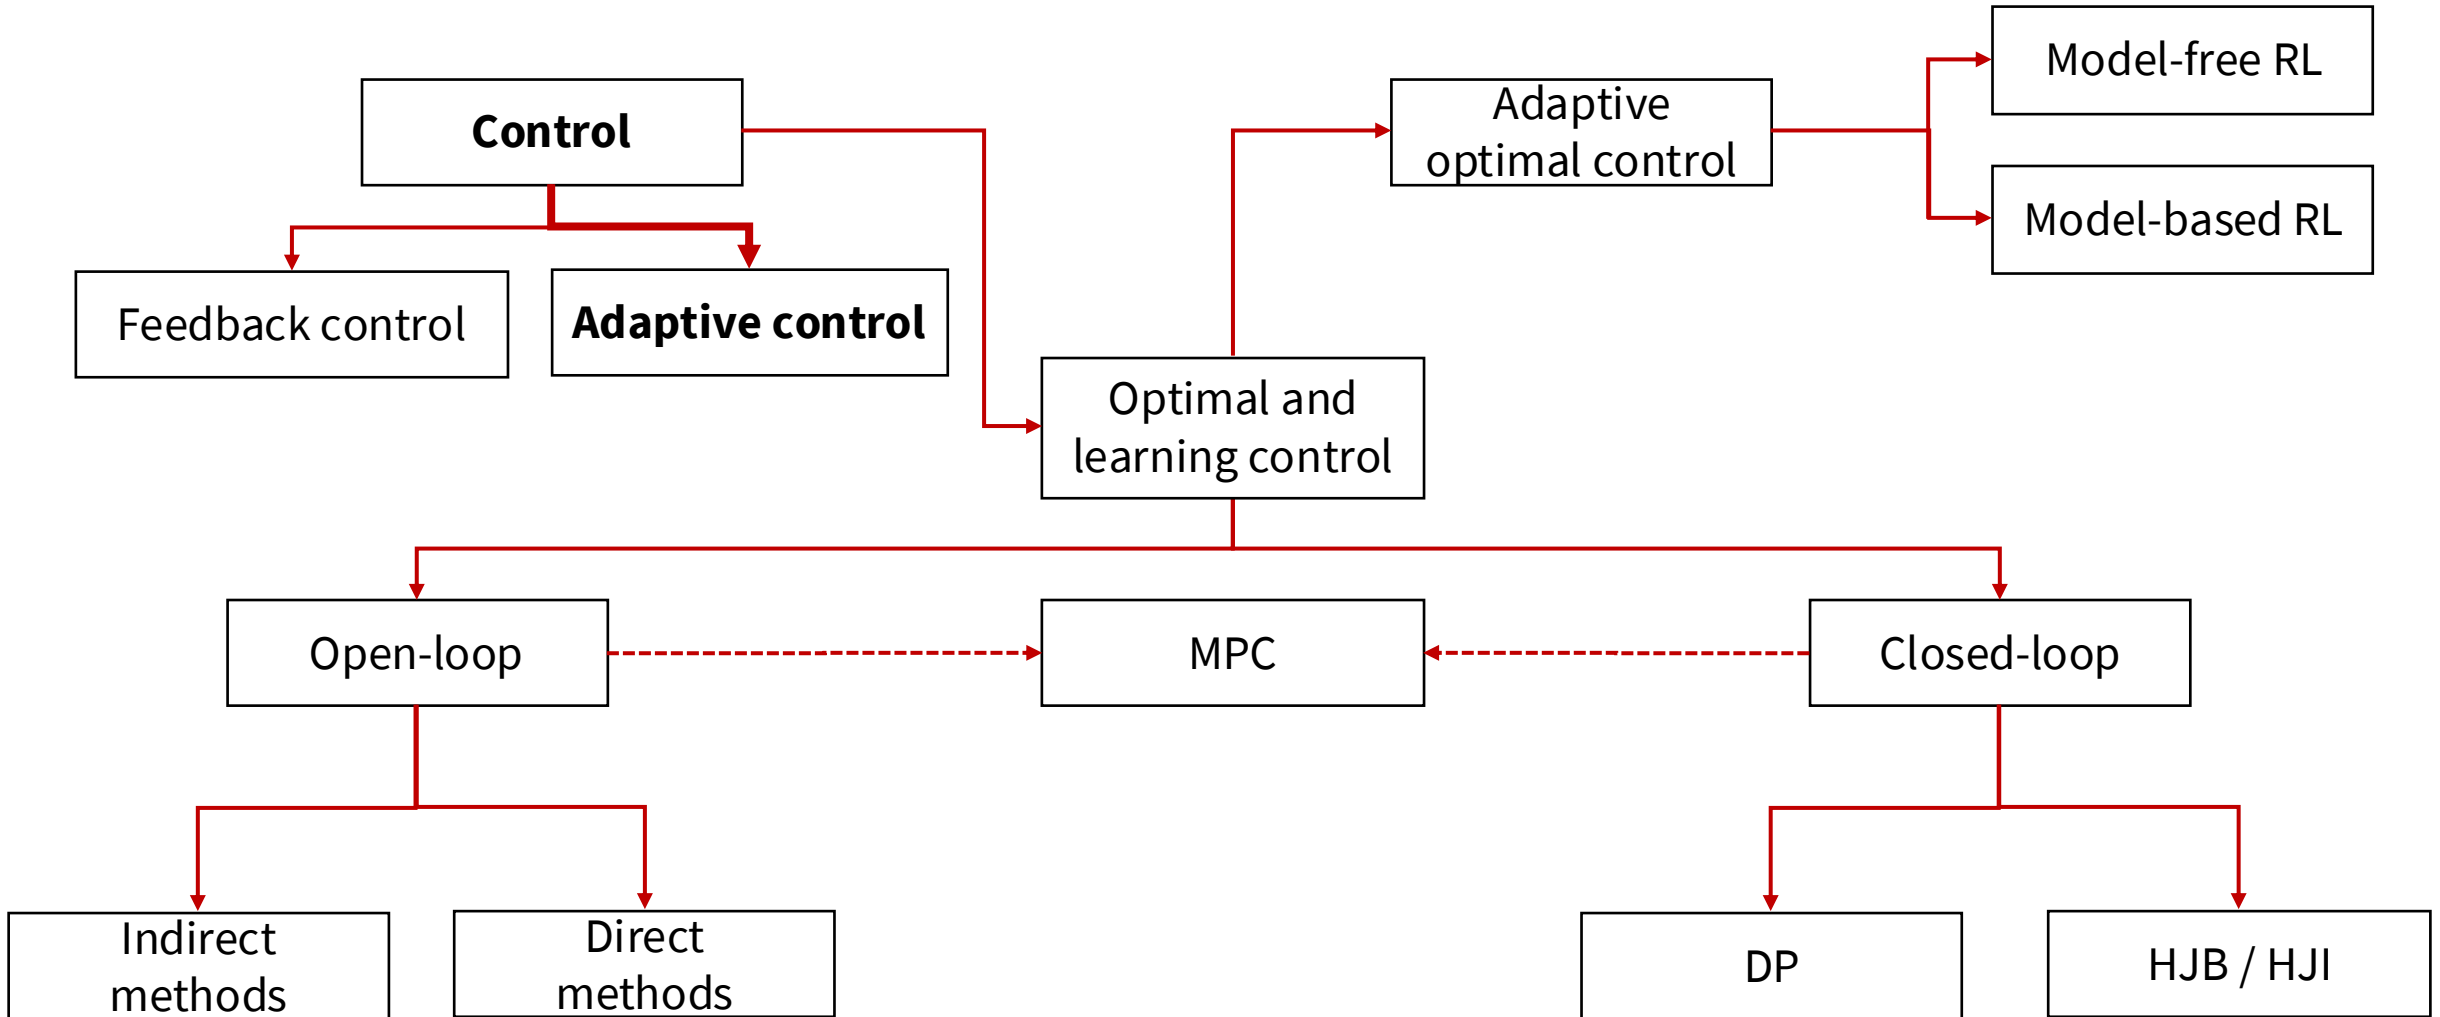 Control
Feedback control
Adaptive control
Optimal and
learning control
Adaptive
optimal control
Model-free RL
Model-based RL
Open-loop
MPC
Closed-loop
Indirect
methods
Direct
methods
DP
HJB / HJI